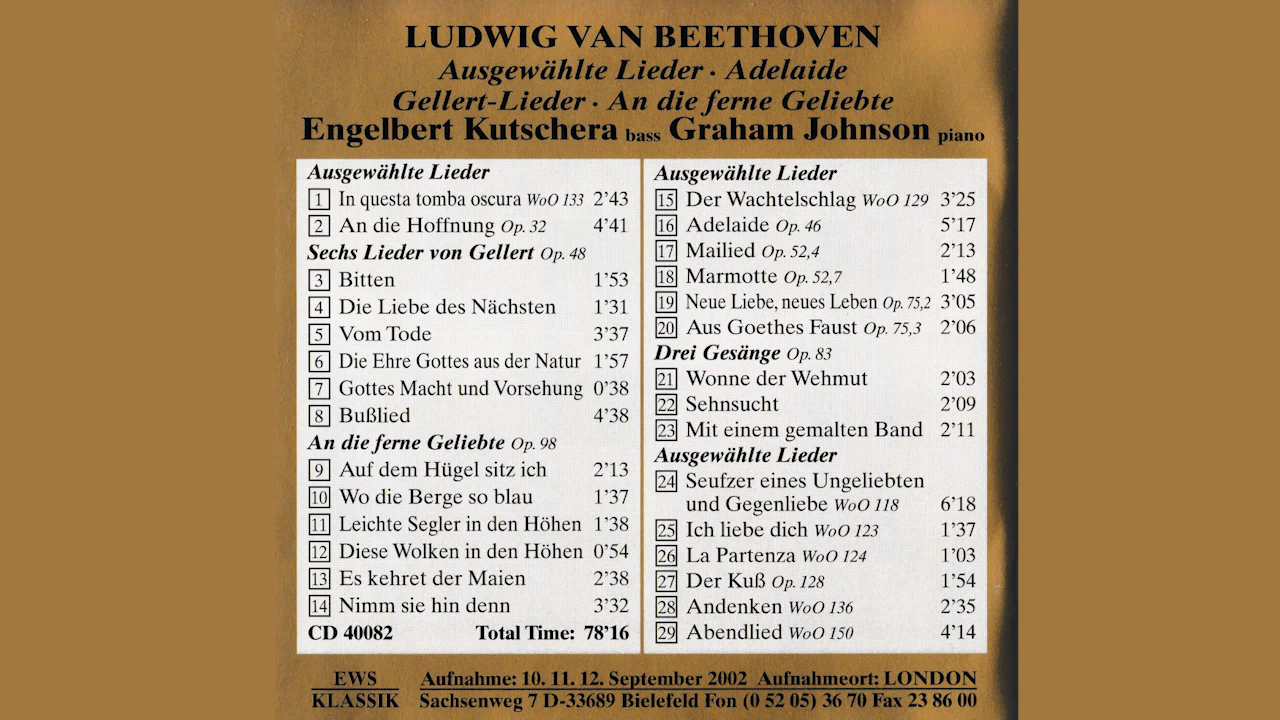 LUDWIG VAN BEETHOVEN
Ausgewählte Lieder · Adelaide
Gellert-Lieder · An die ferne Geliebte
Engelbert Kutschera bass Graham Johnson piano
Ausgewählte Lieder
1 In questa tomba oscura WoO 133 2’43
2 An die Hoffnung Op. 32 4’41
Sechs Lieder von Gellert Op. 48
3 Bitten 1’53
4 Die Liebe des Nächsten 1’31
5 Vom Tode 3’37
6 Die Ehre Gottes aus der Natur 1’57
7 Gottes Macht und Vorsehung 0’38
8 Bußlied 4’38
An die ferne Geliebte Op. 98
9 Auf dem Hügel sitz ich 2’13
10 Wo die Berge so blau 1’37
11 Leichte Segler in den Höhen 1’38
12 Diese Wolken in den Höhen 0’54
13 Es kehret der Maien 2’38
14 Nimm sie hin denn 3’32
CD 40082 Total Time: 78’16
Ausgewählte Lieder
15 Der Wachtelschlag WoO 129 3’25
16 Adelaide Op. 46 5’17
17 Mailied Op. 52,4 2’13
18 Marmotte Op. 52,7 1’48
19 Neue Liebe, neues Leben Op. 75,2 3’05
20 Aus Goethes Faust Op. 75,3 2’06
Drei Gesänge Op. 83
21 Wonne der Wehmut 2’03
22 Sehnsucht 2’09
23 Mit einem gemalten Band 2’11
Ausgewählte Lieder
24 Seufzer eines Ungeliebten
und Gegenliebe WoO 118 6’18
25 Ich liebe dich WoO 123 1’37
26 La Partenza WoO 124 1’03
27 Der Kuß Op. 128 1’54
28 Andenken WoO 136 2’35
29 Abendlied WoO 150 4’14
EWS
KLASSIK
Aufnahme: 10. 11. 12. September 2002 Aufnahmeort: LONDON
Sachsenweg 7 D-33689 Bielefeld Fon (0 52 05) 36 70 Fax 23 86 00